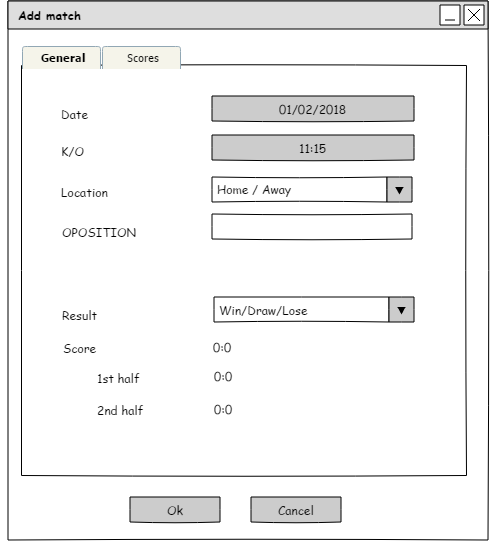 Add match
General Scores
Date 01/02/2018
K/O 11:15
Location Home / Away
OPOSITION
Result Win/Draw/Lose
Score 0:0
1st half 0:0
2nd half 0:0
Ok Cancel